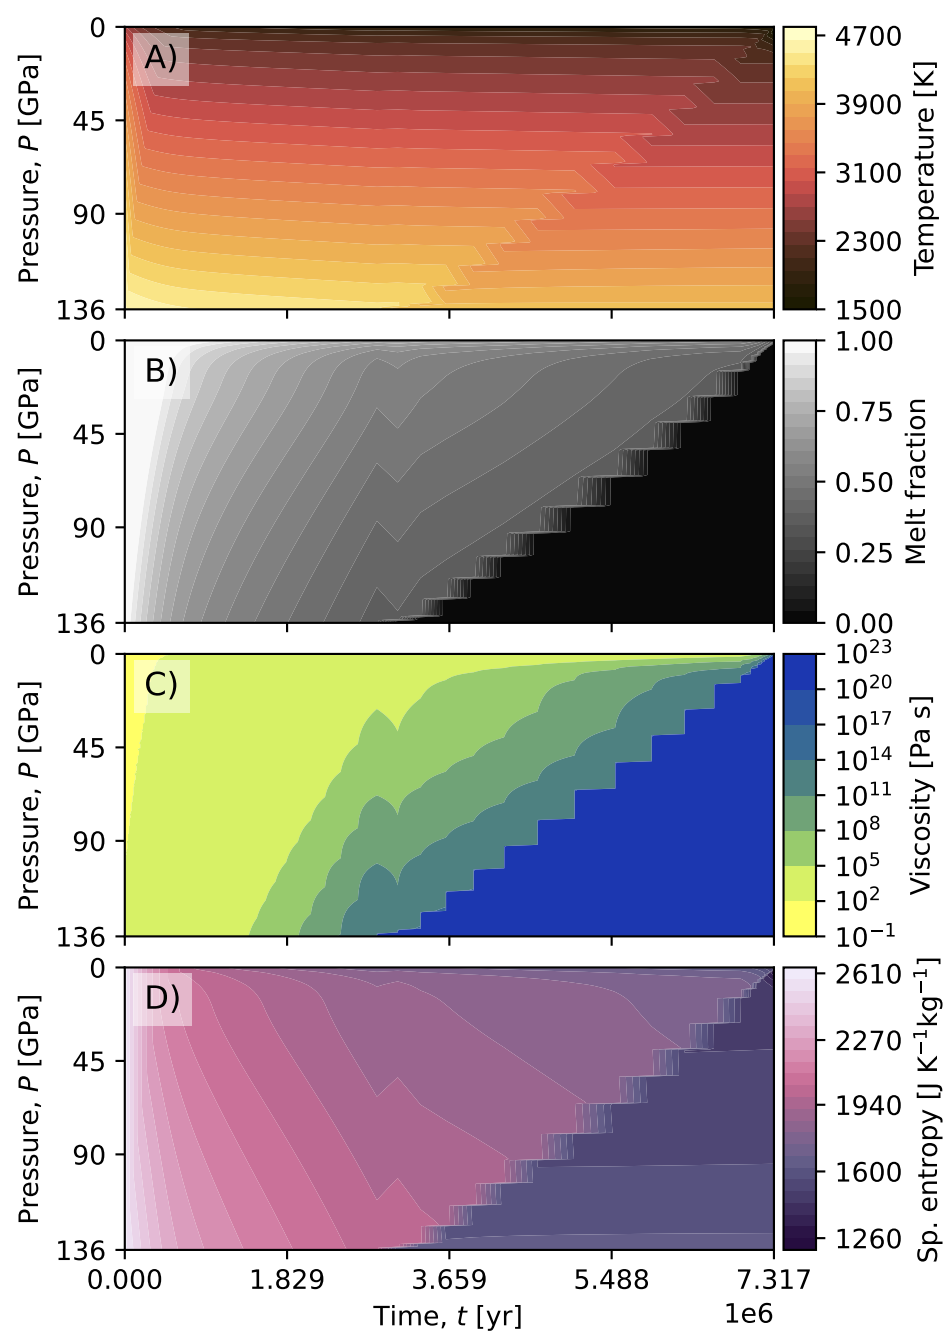 A)
0
45
90
136
Pressure, P [GPa]
4700
3900
3100
2300
1500
Temperature [K]
B)
0
45
90
136
Pressure, P [GPa]
1.00
0.75
0.50
0.25
0.00
Melt fraction
C)
0
45
90
136
Pressure, P [GPa]
10²³
10²⁰
10¹⁷
10¹⁴
10¹¹
10⁸
10⁵
10²
10⁻¹
Viscosity [Pa s]
D)
0
45
90
136
Pressure, P [GPa]
2610
2270
1940
1600
1260
Sp. entropy [J K⁻¹kg⁻¹]
0.000 1.829 3.659 5.488 7.317
Time, t [yr]
1e6